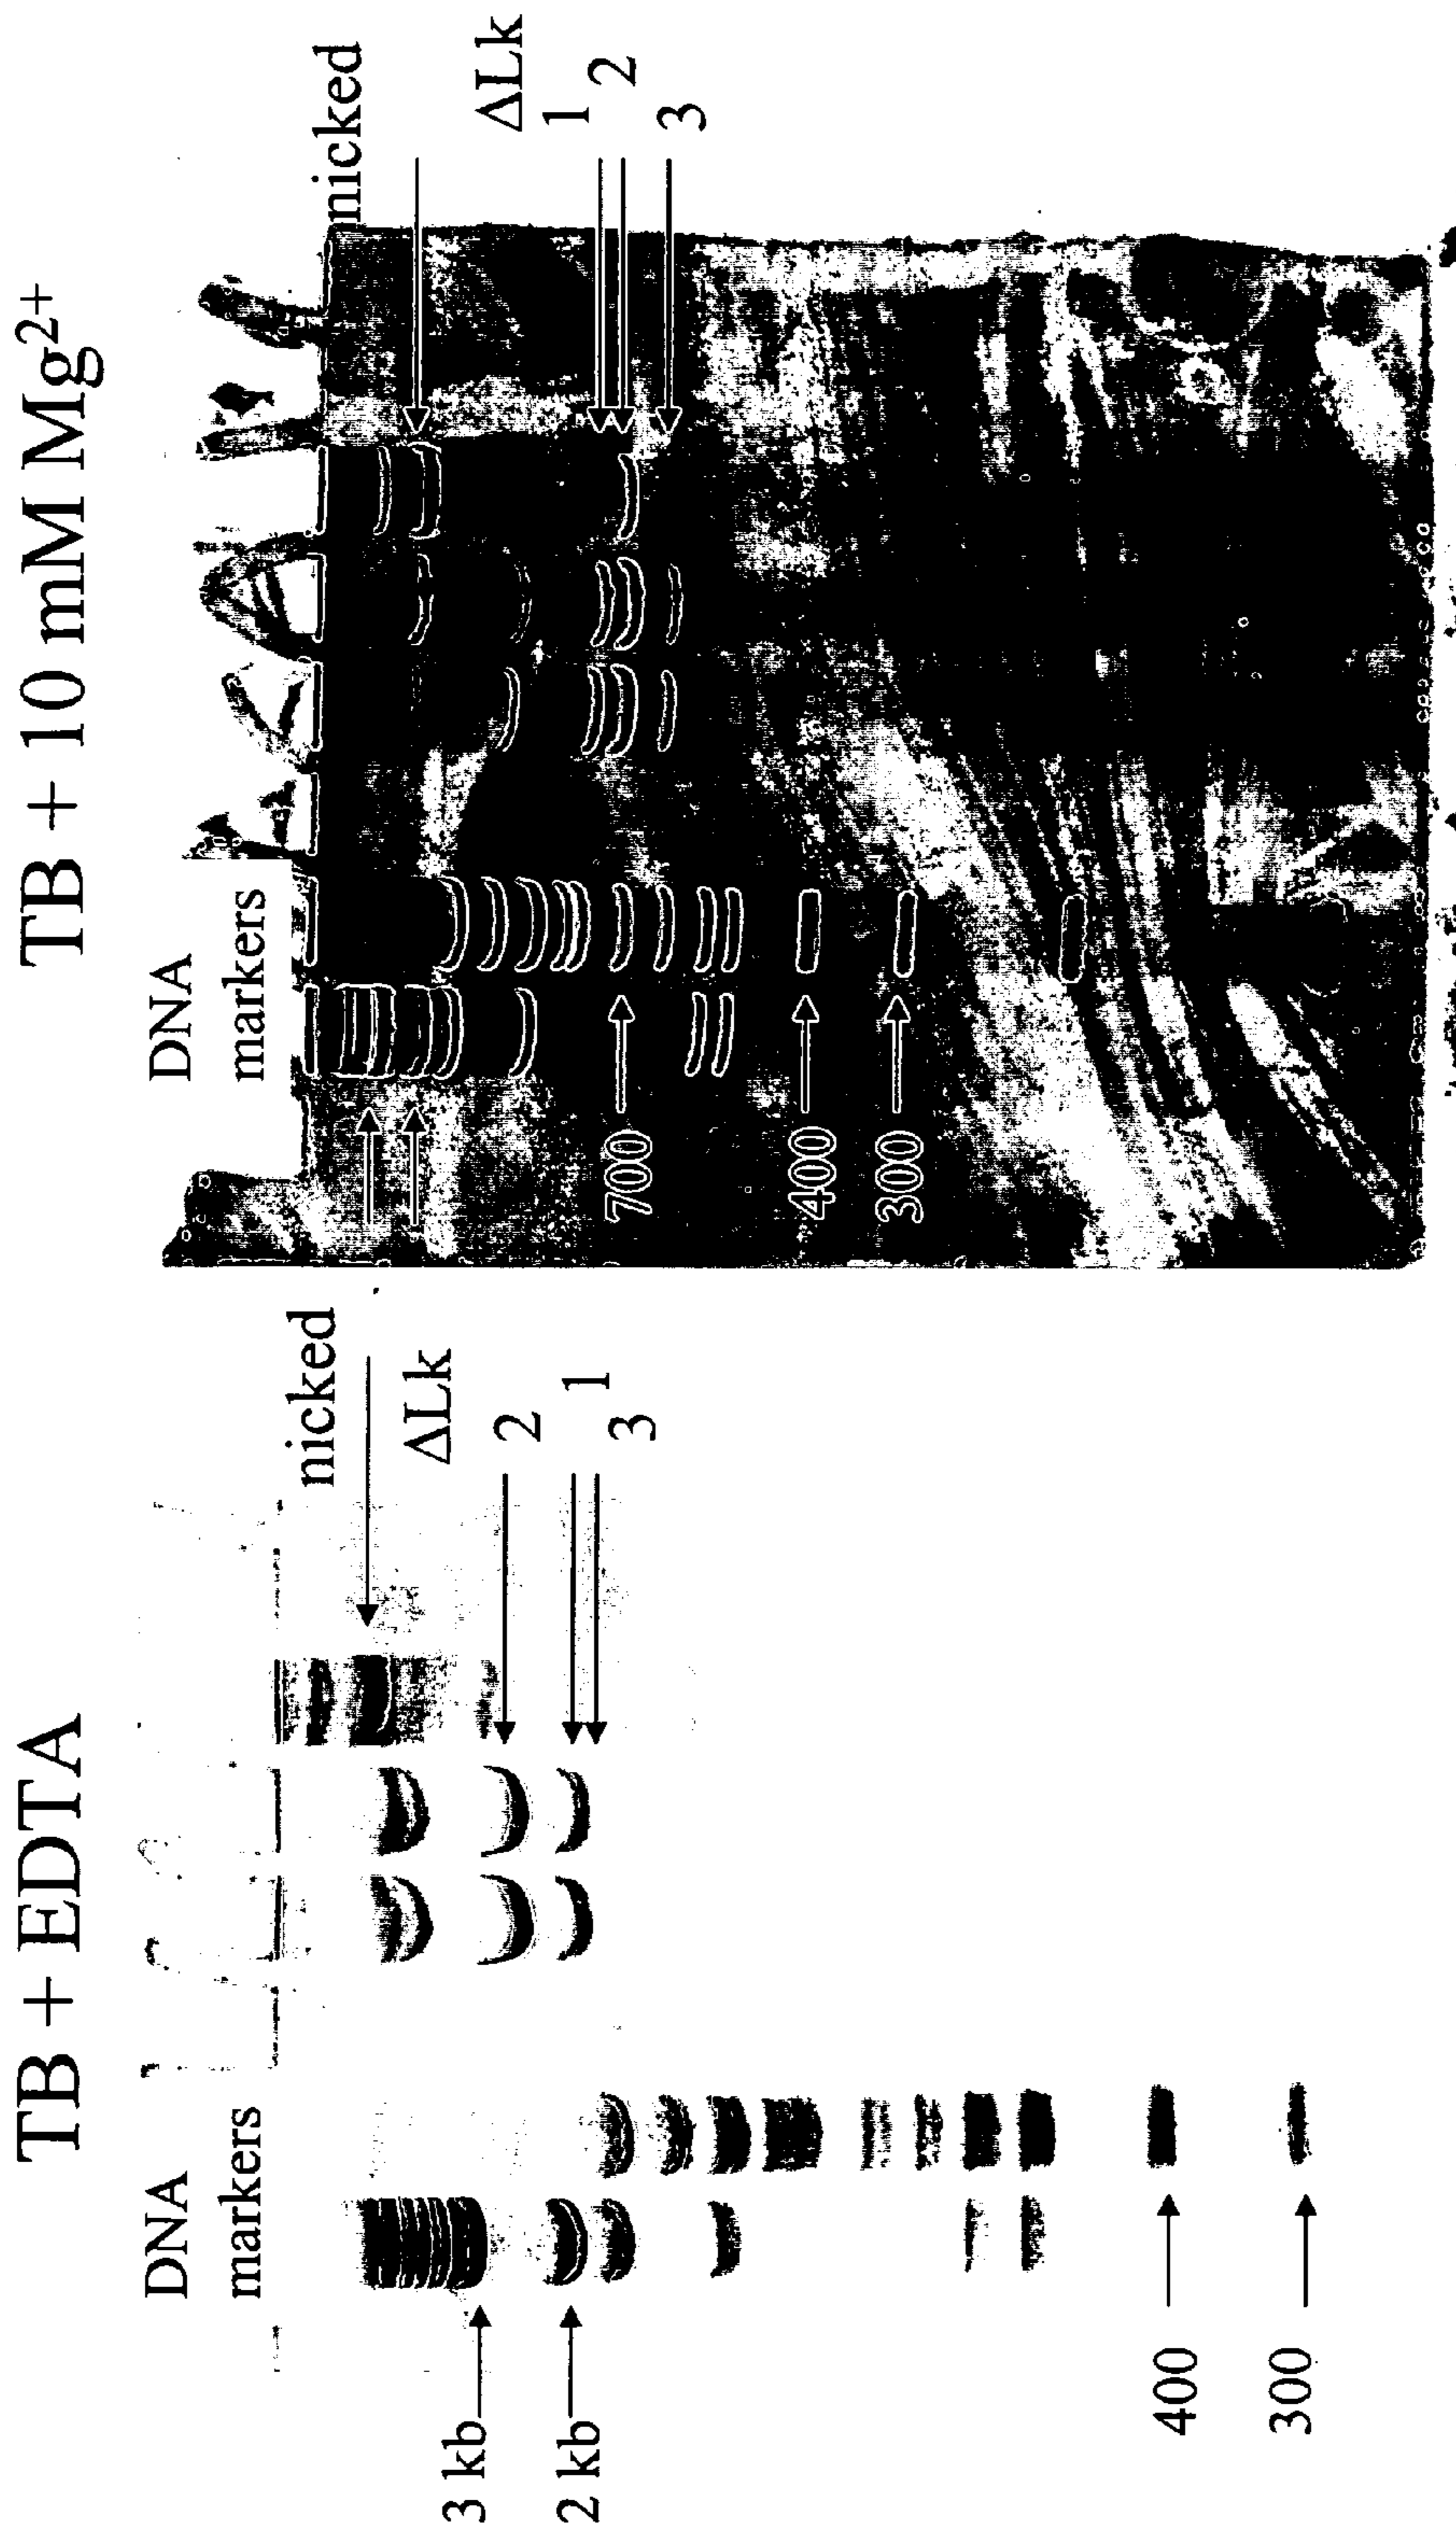 TB + EDTA
DNA
markers
nicked
ΔLk
2
1
3
3 kb
2 kb
400
300
TB + 10 mM Mg²⁺
DNA
markers
nicked
ΔLk
1
2
3
700
400
300